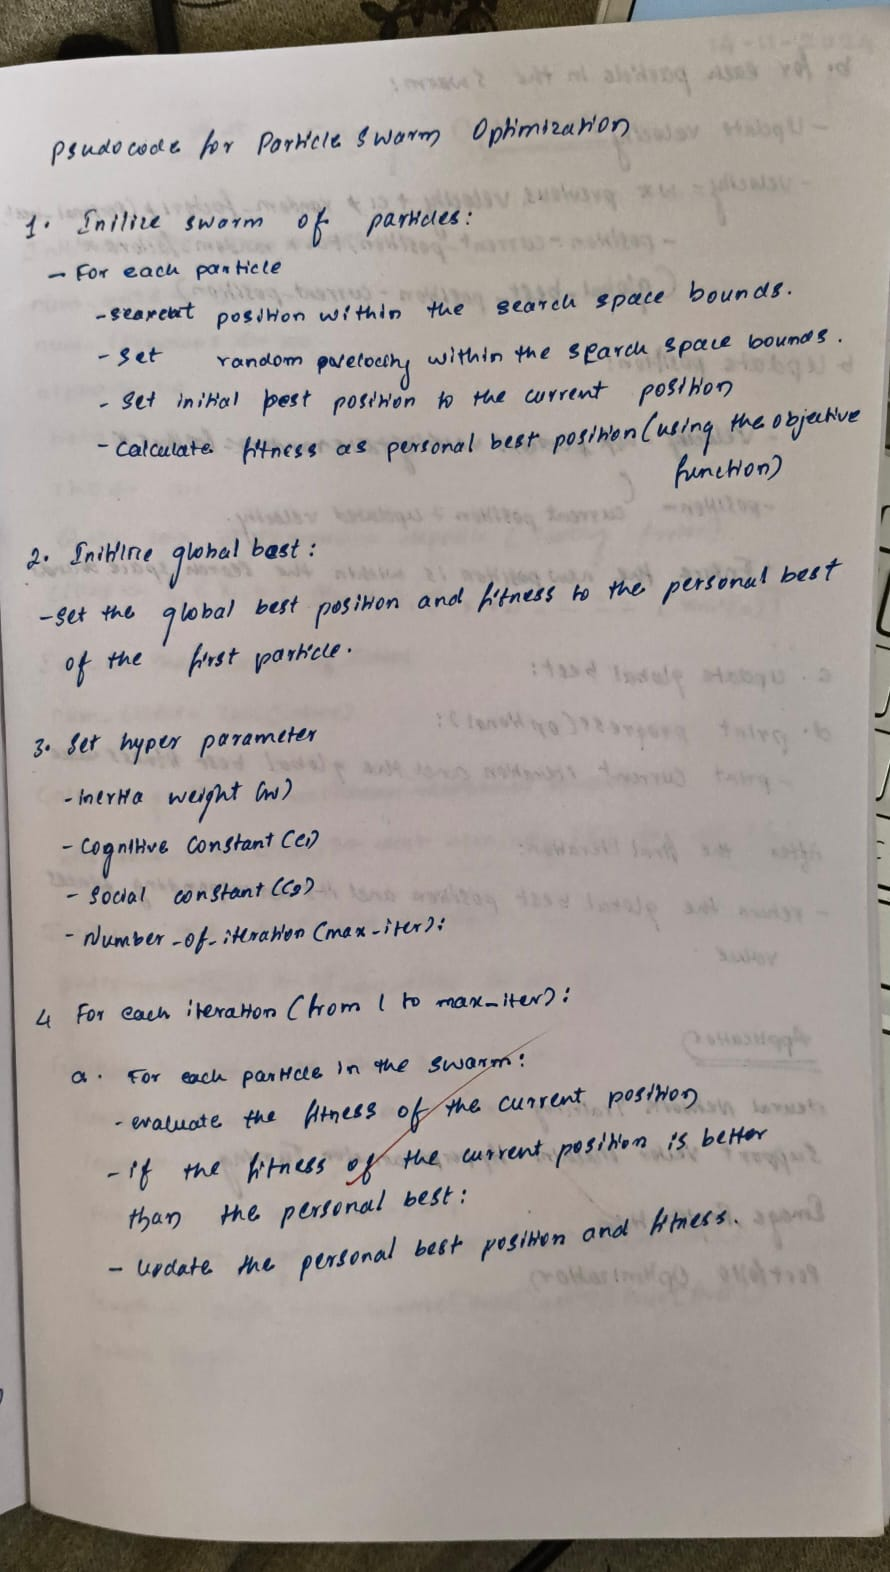 Psudocode for Particle Swarm Optimization
1. Inilize swarm of particles:
- For each particle
- position within the search space bounds.
- set random velocity within the search space bounds.
- set initial best position to the current position
- calculate fitness as personal best position (using the objective
function)
2. global best:
- set the global best position and fitness to the personal best
of the first particle.
3. Set hyper parameter
- inertia weight (w)
- Cognitive Constant (c1)
- Social constant (C2)
- Number-of-iteration (max-iter):
4 For each iteration (from 1 to max-iter):
a. For each particle in the swarm:
- evaluate the fitness of the current position
- if the fitness of the current position is better
than the personal best:
- update the personal best position and fitness.